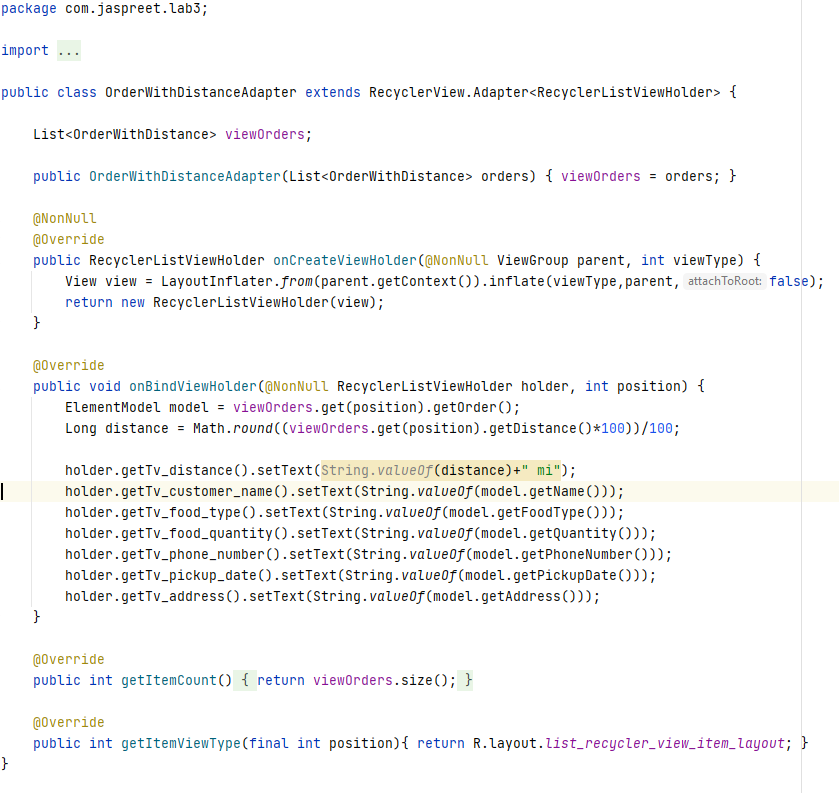 package com.jaspreet.lab3;
import ...
public class OrderWithDistanceAdapter extends RecyclerView.Adapter<RecyclerListViewHolder> {
List<OrderWithDistance> viewOrders;
public OrderWithDistanceAdapter(List<OrderWithDistance> orders) { viewOrders = orders; }
@NonNull
@Override
public RecyclerListViewHolder onCreateViewHolder(@NonNull ViewGroup parent, int viewType) {
View view = LayoutInflater.from(parent.getContext()).inflate(viewType,parent, attachToRoot: false);
return new RecyclerListViewHolder(view);
}
@Override
public void onBindViewHolder(@NonNull RecyclerListViewHolder holder, int position) {
ElementModel model = viewOrders.get(position).getOrder();
Long distance = Math.round((viewOrders.get(position).getDistance()*100))/100;
holder.getTv_distance().setText(String.valueOf(distance)+" mi");
holder.getTv_customer_name().setText(String.valueOf(model.getName()));
holder.getTv_food_type().setText(String.valueOf(model.getFoodType()));
holder.getTv_food_quantity().setText(String.valueOf(model.getQuantity()));
holder.getTv_phone_number().setText(String.valueOf(model.getPhoneNumber()));
holder.getTv_pickup_date().setText(String.valueOf(model.getPickupDate()));
holder.getTv_address().setText(String.valueOf(model.getAddress()));
}
@Override
public int getItemCount() { return viewOrders.size(); }
@Override
public int getItemViewType(final int position){ return R.layout.list_recycler_view_item_layout; }
}